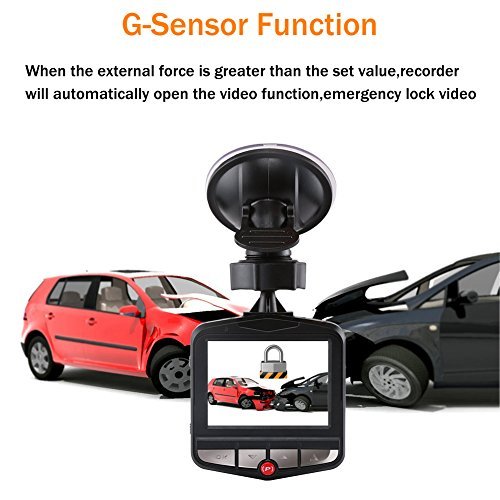 G-Sensor Function
When the external force is greater than the set value,recorder
will automatically open the video function,emergency lock video
OK
(P)